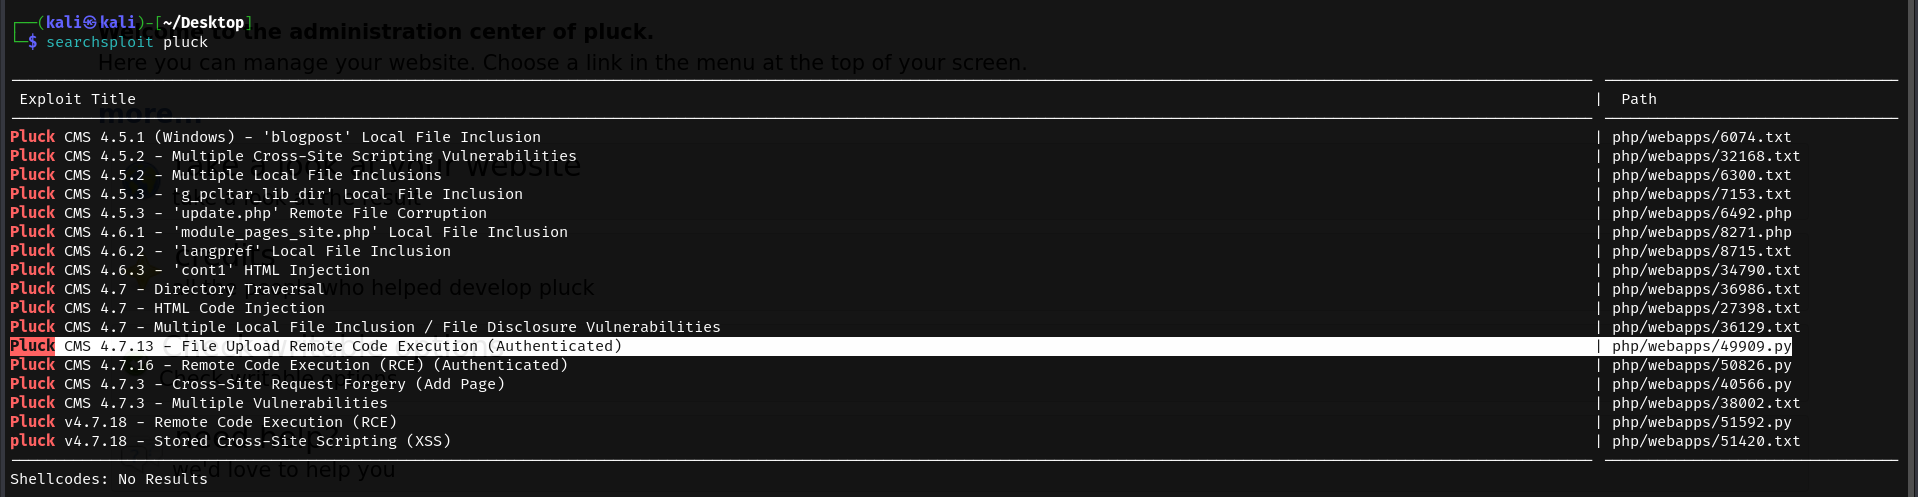 (kali㉿kali)-[~/Desktop]
$ searchsploit pluck
Welcome to the administration center of pluck.
Here you can manage your website. Choose a link in the menu at the top of your screen.
more...
Exploit Title | Path
Pluck CMS 4.5.1 (Windows) - 'blogpost' Local File Inclusion | php/webapps/6074.txt
Pluck CMS 4.5.2 - Multiple Cross-Site Scripting Vulnerabilities | php/webapps/32168.txt
take a look at your website
Pluck CMS 4.5.2 - Multiple Local File Inclusions | php/webapps/6300.txt
Pluck CMS 4.5.3 - 'g_pcltar_lib_dir' Local File Inclusion | php/webapps/7153.txt
Pluck CMS 4.5.3 - 'update.php' Remote File Corruption | php/webapps/6492.php
Pluck CMS 4.6.1 - 'module_pages_site.php' Local File Inclusion | php/webapps/8271.php
Pluck CMS 4.6.2 - 'langpref' Local File Inclusion | php/webapps/8715.txt
credits
Pluck CMS 4.6.3 - 'cont1' HTML Injection | php/webapps/34790.txt
Pluck CMS 4.7 - Directory Traversal | php/webapps/36986.txt
who helped develop pluck
Pluck CMS 4.7 - HTML Code Injection | php/webapps/27398.txt
Pluck CMS 4.7 - Multiple Local File Inclusion / File Disclosure Vulnerabilities | php/webapps/36129.txt
Pluck CMS 4.7.13 - File Upload Remote Code Execution (Authenticated) | php/webapps/49909.py
Pluck CMS 4.7.16 - Remote Code Execution (RCE) (Authenticated) | php/webapps/50826.py
Pluck CMS 4.7.3 - Cross-Site Request Forgery (Add Page) | php/webapps/40566.py
Pluck CMS 4.7.3 - Multiple Vulnerabilities | php/webapps/38002.txt
Pluck v4.7.18 - Remote Code Execution (RCE) | php/webapps/51592.py
need help?
pluck v4.7.18 - Stored Cross-Site Scripting (XSS) | php/webapps/51420.txt
we'd love to help you
Shellcodes: No Results